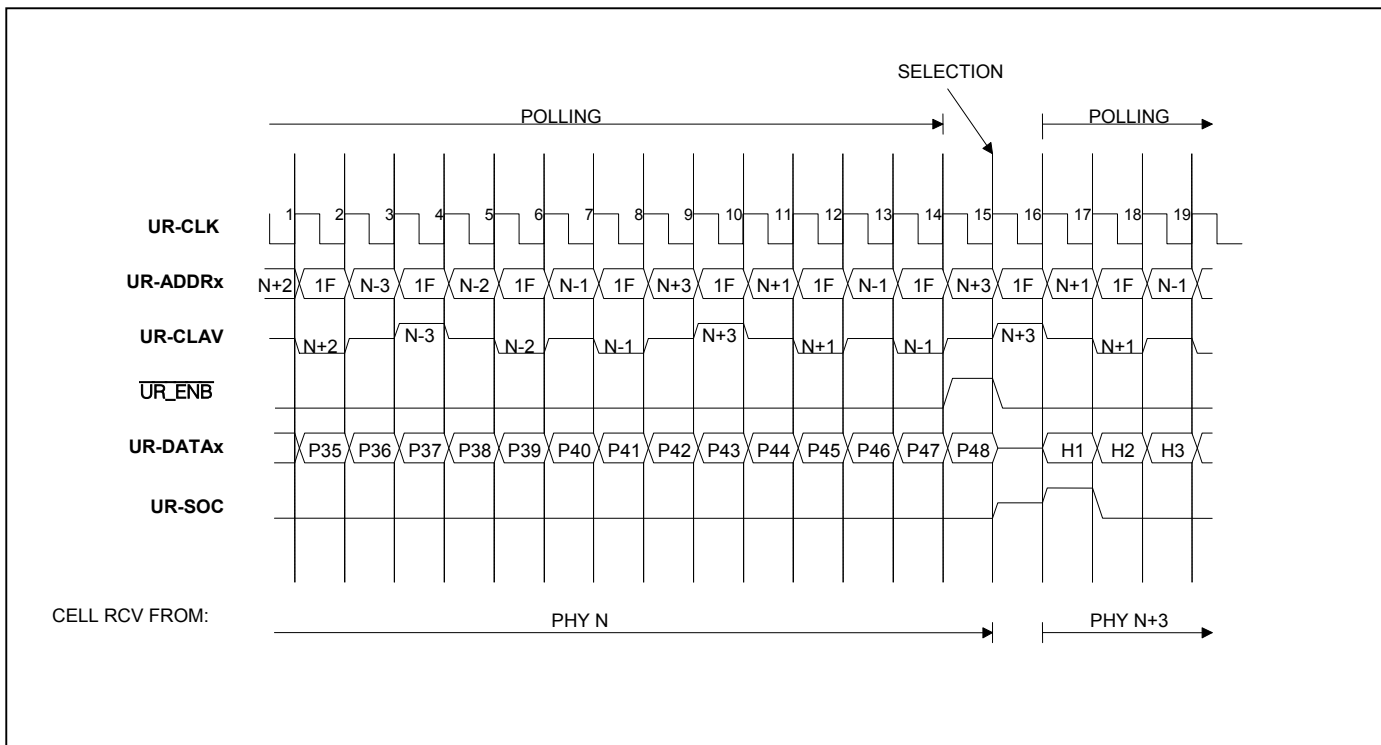 SELECTION
POLLING POLLING
UR-CLK 1 2 3 4 5 6 7 8 9 10 11 12 13 14 15 16 17 18 19
UR-ADDRx N+2 1F N-3 1F N-2 1F N-1 1F N+3 1F N+1 1F N-1 1F N+3 1F N+1 1F N-1
UR-CLAV N+2 N-3 N-2 N-1 N+3 N+1 N-1 N+3 N+1
UR_ENB
UR-DATAx P35 P36 P37 P38 P39 P40 P41 P42 P43 P44 P45 P46 P47 P48 H1 H2 H3
UR-SOC
CELL RCV FROM: PHY N PHY N+3